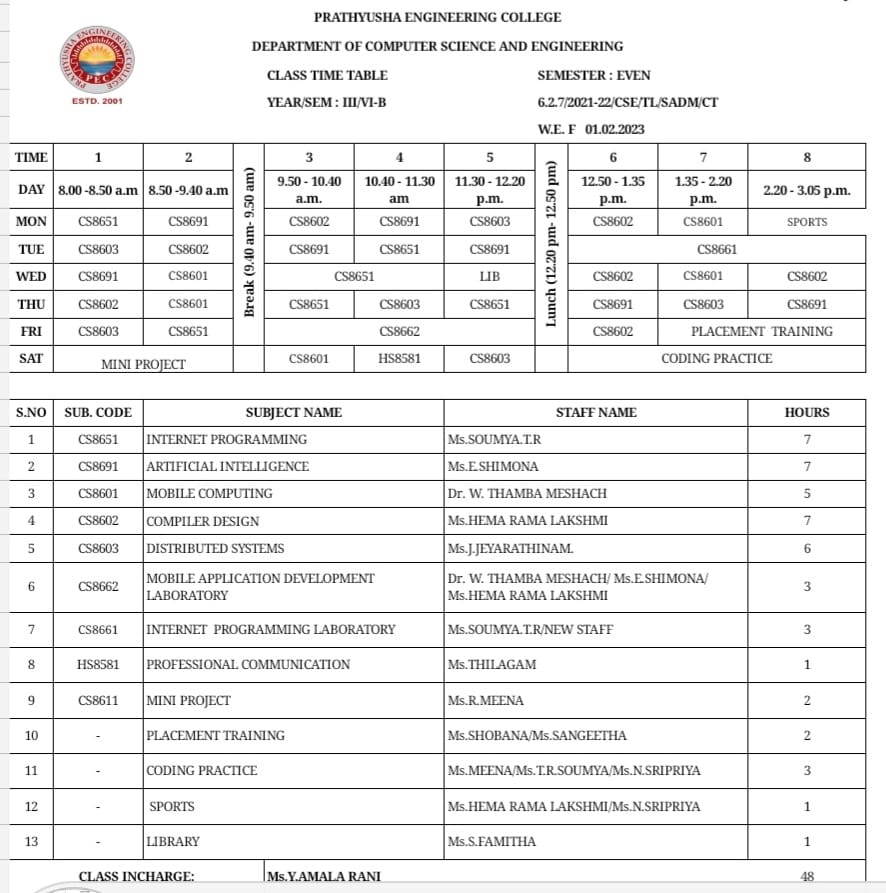 PRATHYUSHA ENGINEERING COLLEGE
DEPARTMENT OF COMPUTER SCIENCE AND ENGINEERING
CLASS TIME TABLE SEMESTER : EVEN
YEAR/SEM : III/VI-B 6.2.7/2021-22/CSE/TL/SADM/CT
W.E. F 01.02.2023
PRATHYUSHA ENGINEERING COLLEGE
PEC
ESTD. 2001
TIME 1 2 3 4 5 6 7 8
DAY 8.00 -8.50 a.m 8.50 -9.40 a.m 9.50 - 10.40 a.m. 10.40 - 11.30 am 11.30 - 12.20 p.m. 12.50 - 1.35 p.m. 1.35 - 2.20 p.m. 2.20 - 3.05 p.m.
Break (9.40 am- 9.50 am)
Lunch (12.20 pm- 12.50 pm)
MON CS8651 CS8691 CS8602 CS8691 CS8603 CS8602 CS8601 SPORTS
TUE CS8603 CS8602 CS8691 CS8651 CS8691 CS8661
WED CS8691 CS8601 CS8651 LIB CS8602 CS8601 CS8602
THU CS8602 CS8601 CS8651 CS8603 CS8651 CS8691 CS8603 CS8691
FRI CS8603 CS8651 CS8662 CS8602 PLACEMENT TRAINING
SAT MINI PROJECT CS8601 HS8581 CS8603 CODING PRACTICE
S.NO SUB. CODE SUBJECT NAME STAFF NAME HOURS
1 CS8651 INTERNET PROGRAMMING Ms.SOUMYA.T.R 7
2 CS8691 ARTIFICIAL INTELLIGENCE Ms.E.SHIMONA 7
3 CS8601 MOBILE COMPUTING Dr. W. THAMBA MESHACH 5
4 CS8602 COMPILER DESIGN Ms.HEMA RAMA LAKSHMI 7
5 CS8603 DISTRIBUTED SYSTEMS Ms.J.JEYARATHINAM. 6
6 CS8662 MOBILE APPLICATION DEVELOPMENT LABORATORY Dr. W. THAMBA MESHACH/ Ms.E.SHIMONA/ Ms.HEMA RAMA LAKSHMI 3
7 CS8661 INTERNET PROGRAMMING LABORATORY Ms.SOUMYA.T.R/NEW STAFF 3
8 HS8581 PROFESSIONAL COMMUNICATION Ms.THILAGAM 1
9 CS8611 MINI PROJECT Ms.R.MEENA 2
10 - PLACEMENT TRAINING Ms.SHOBANA/Ms.SANGEETHA 2
11 - CODING PRACTICE Ms.MEENA/Ms.T.R.SOUMYA/Ms.N.SRIPRIYA 3
12 - SPORTS Ms.HEMA RAMA LAKSHMI/Ms.N.SRIPRIYA 1
13 - LIBRARY Ms.S.FAMITHA 1
CLASS INCHARGE: Ms.Y.AMALA RANI 48